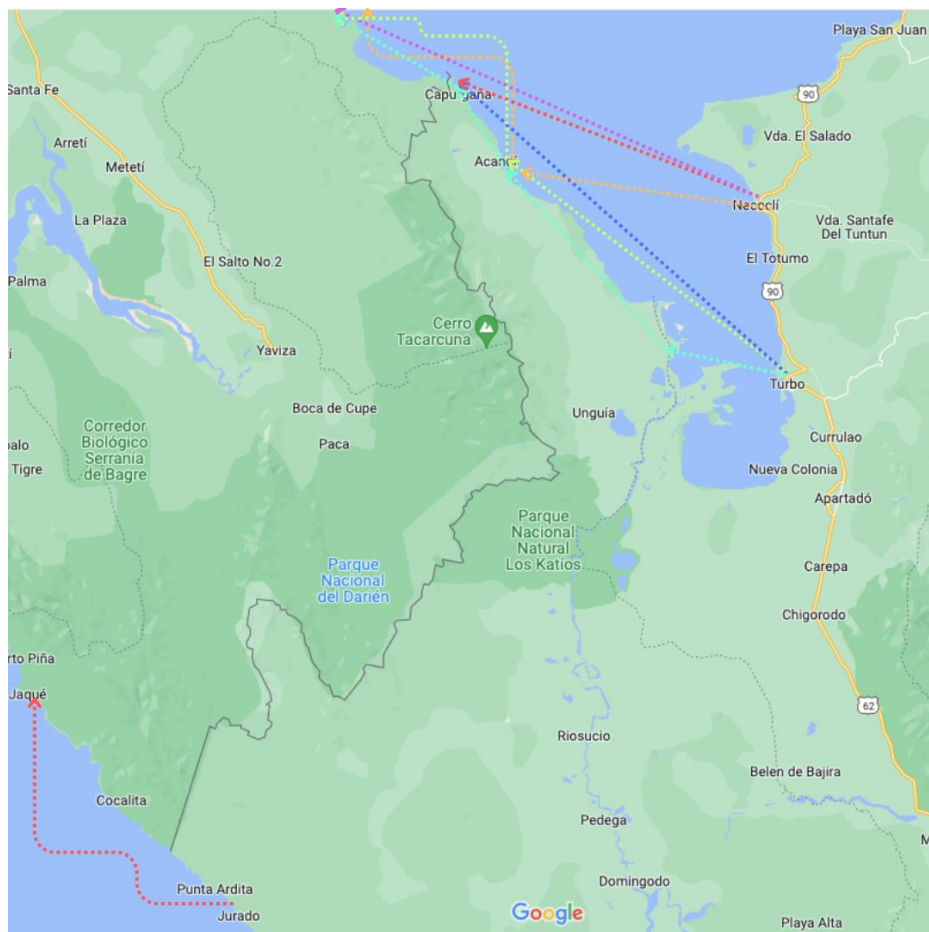 Playa San Juan
Santa Fe
90
Capurganá
Arretí
Vda. El Salado
Metetí
Acandí
Necoclí
La Plaza
Vda. Santafe
Del Tuntun
El Salto No.2
El Totumo
Palma
90
Cerro
Tacarcuna
Yaviza
Turbo
Boca de Cupe
Unguía
Corredor
Biológico
Serranía
de Bagre
Paca
Currulao
Tigre
Nueva Colonia
Apartadó
Parque
Nacional
Natural
Los Katíos
Parque
Nacional
del Darién
Carepa
Chigorodo
rto Piña
Jaqué
62
Riosucio
Belen de Bajira
Cocalita
Pedega
Domingodo
Punta Ardita
Jurado
Google
Playa Alta